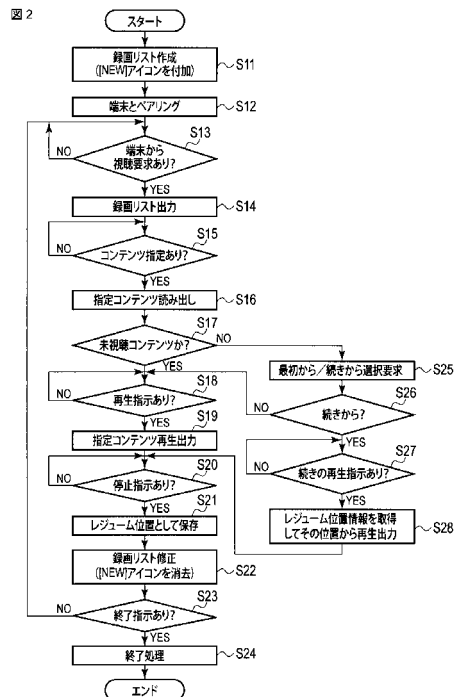 図2
スタート
録画リスト作成
([NEW]アイコンを付加)
S11
端末とペアリング
S12
S13
端末から
視聴要求あり?
NO
YES
録画リスト出力
S14
S15
コンテンツ指定あり?
NO
YES
指定コンテンツ読み出し
S16
S17
未視聴コンテンツか?
NO
YES
S18
再生指示あり?
NO
YES
S19
指定コンテンツ再生出力
S20
停止指示あり?
NO
YES
S21
レジューム位置として保存
録画リスト修正
([NEW]アイコンを消去)
S22
S23
終了指示あり?
NO
YES
終了処理
S24
エンド
最初から/続きから選択要求
S25
S26
続きから?
NO
YES
S27
続きの再生指示あり?
NO
YES
レジューム位置情報を取得
してその位置から再生出力
S28